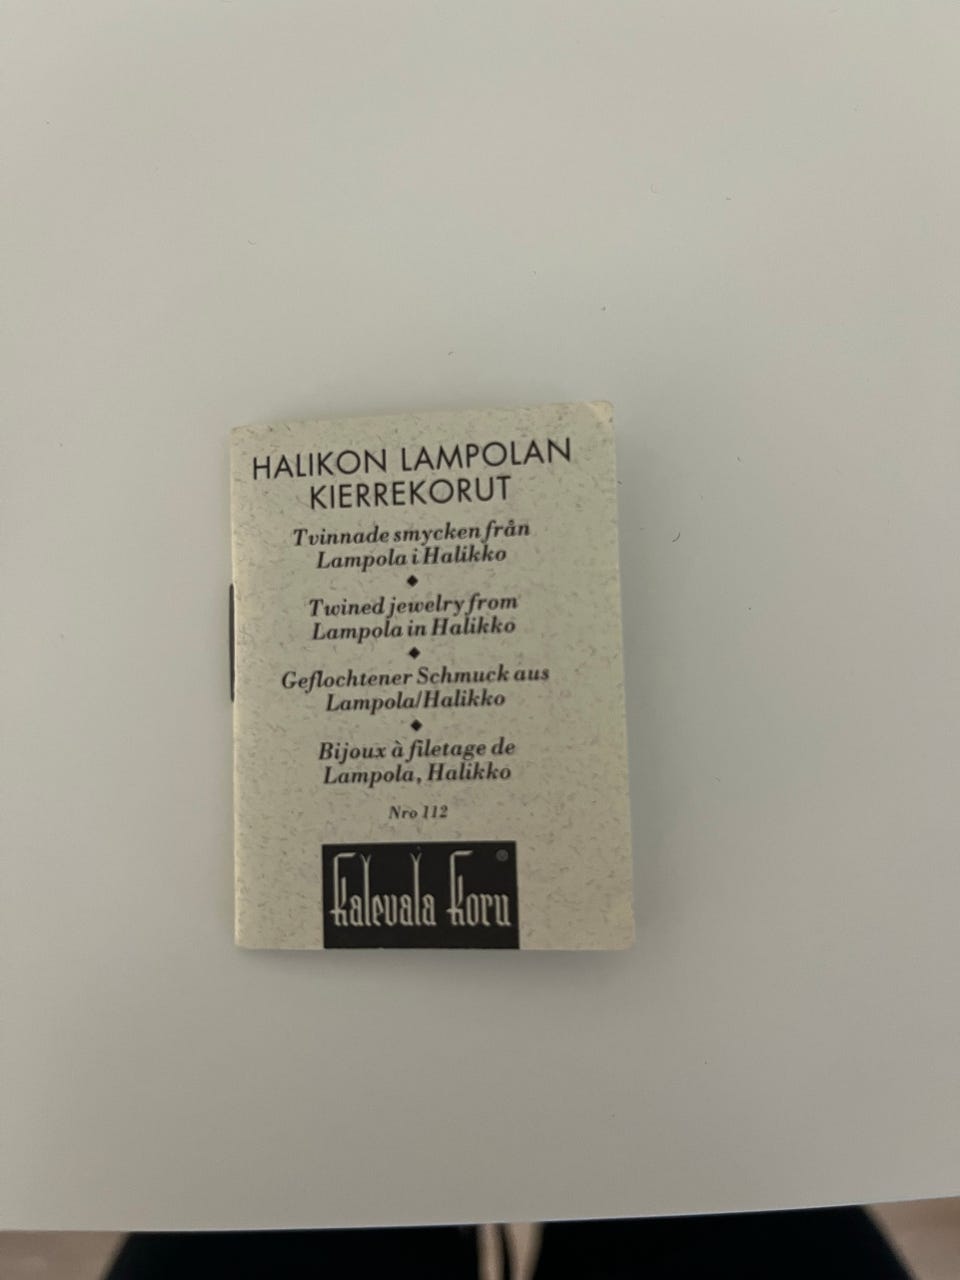 HALIKON LAMPOLAN
KIERREKORUT
Tvinnade smycken från
Lampola i Halikko
◆
Twined jewelry from
Lampola in Halikko
◆
Geflochtener Schmuck aus
Lampola/Halikko
◆
Bijoux à filetage de
Lampola, Halikko
Nro 112
Kalevala Koru ®